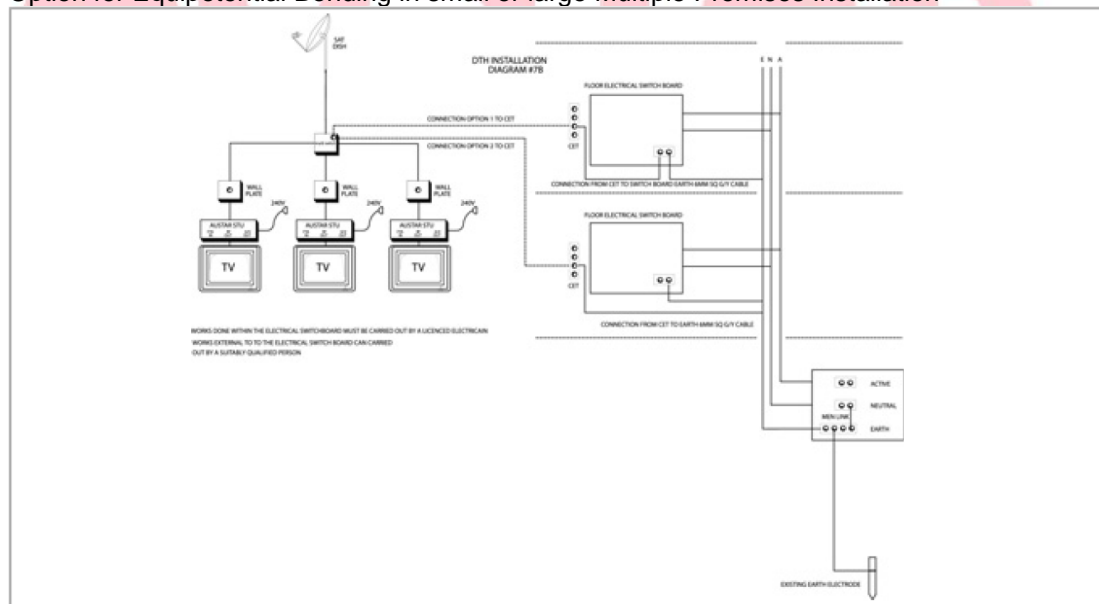 Option for Equipotential Bonding in small or large Multiple Premises Installation
SAT
DISH
DTH INSTALLATION
DIAGRAM #7B
E N A
FLOOR ELECTRICAL SWITCH BOARD
CONNECTION OPTION 1 TO CET
CET
CONNECTION OPTION 2 TO CET
CONNECTION FROM CET TO SWITCH BOARD EARTH 6MM SQ G/Y CABLE
WALL
PLATE
WALL
PLATE
WALL
PLATE
240V
240V
240V
FLOOR ELECTRICAL SWITCH BOARD
AUSTAR STU
AUSTAR STU
AUSTAR STU
TV
TV
TV
CET
CONNECTION FROM CET TO EARTH 6MM SQ G/Y CABLE
WORKS DONE WITHIN THE ELECTRICAL SWITCHBOARD MUST BE CARRIED OUT BY A LICENCED ELECTRICAIN
WORKS EXTERNAL TO TO THE ELECTRICAL SWITCH BOARD CAN CARRIED
OUT BY A SUITABLY QUALIFIED PERSON
ACTIVE
NEUTRAL
MEN LINK
EARTH
EXISTING EARTH ELECTRODE